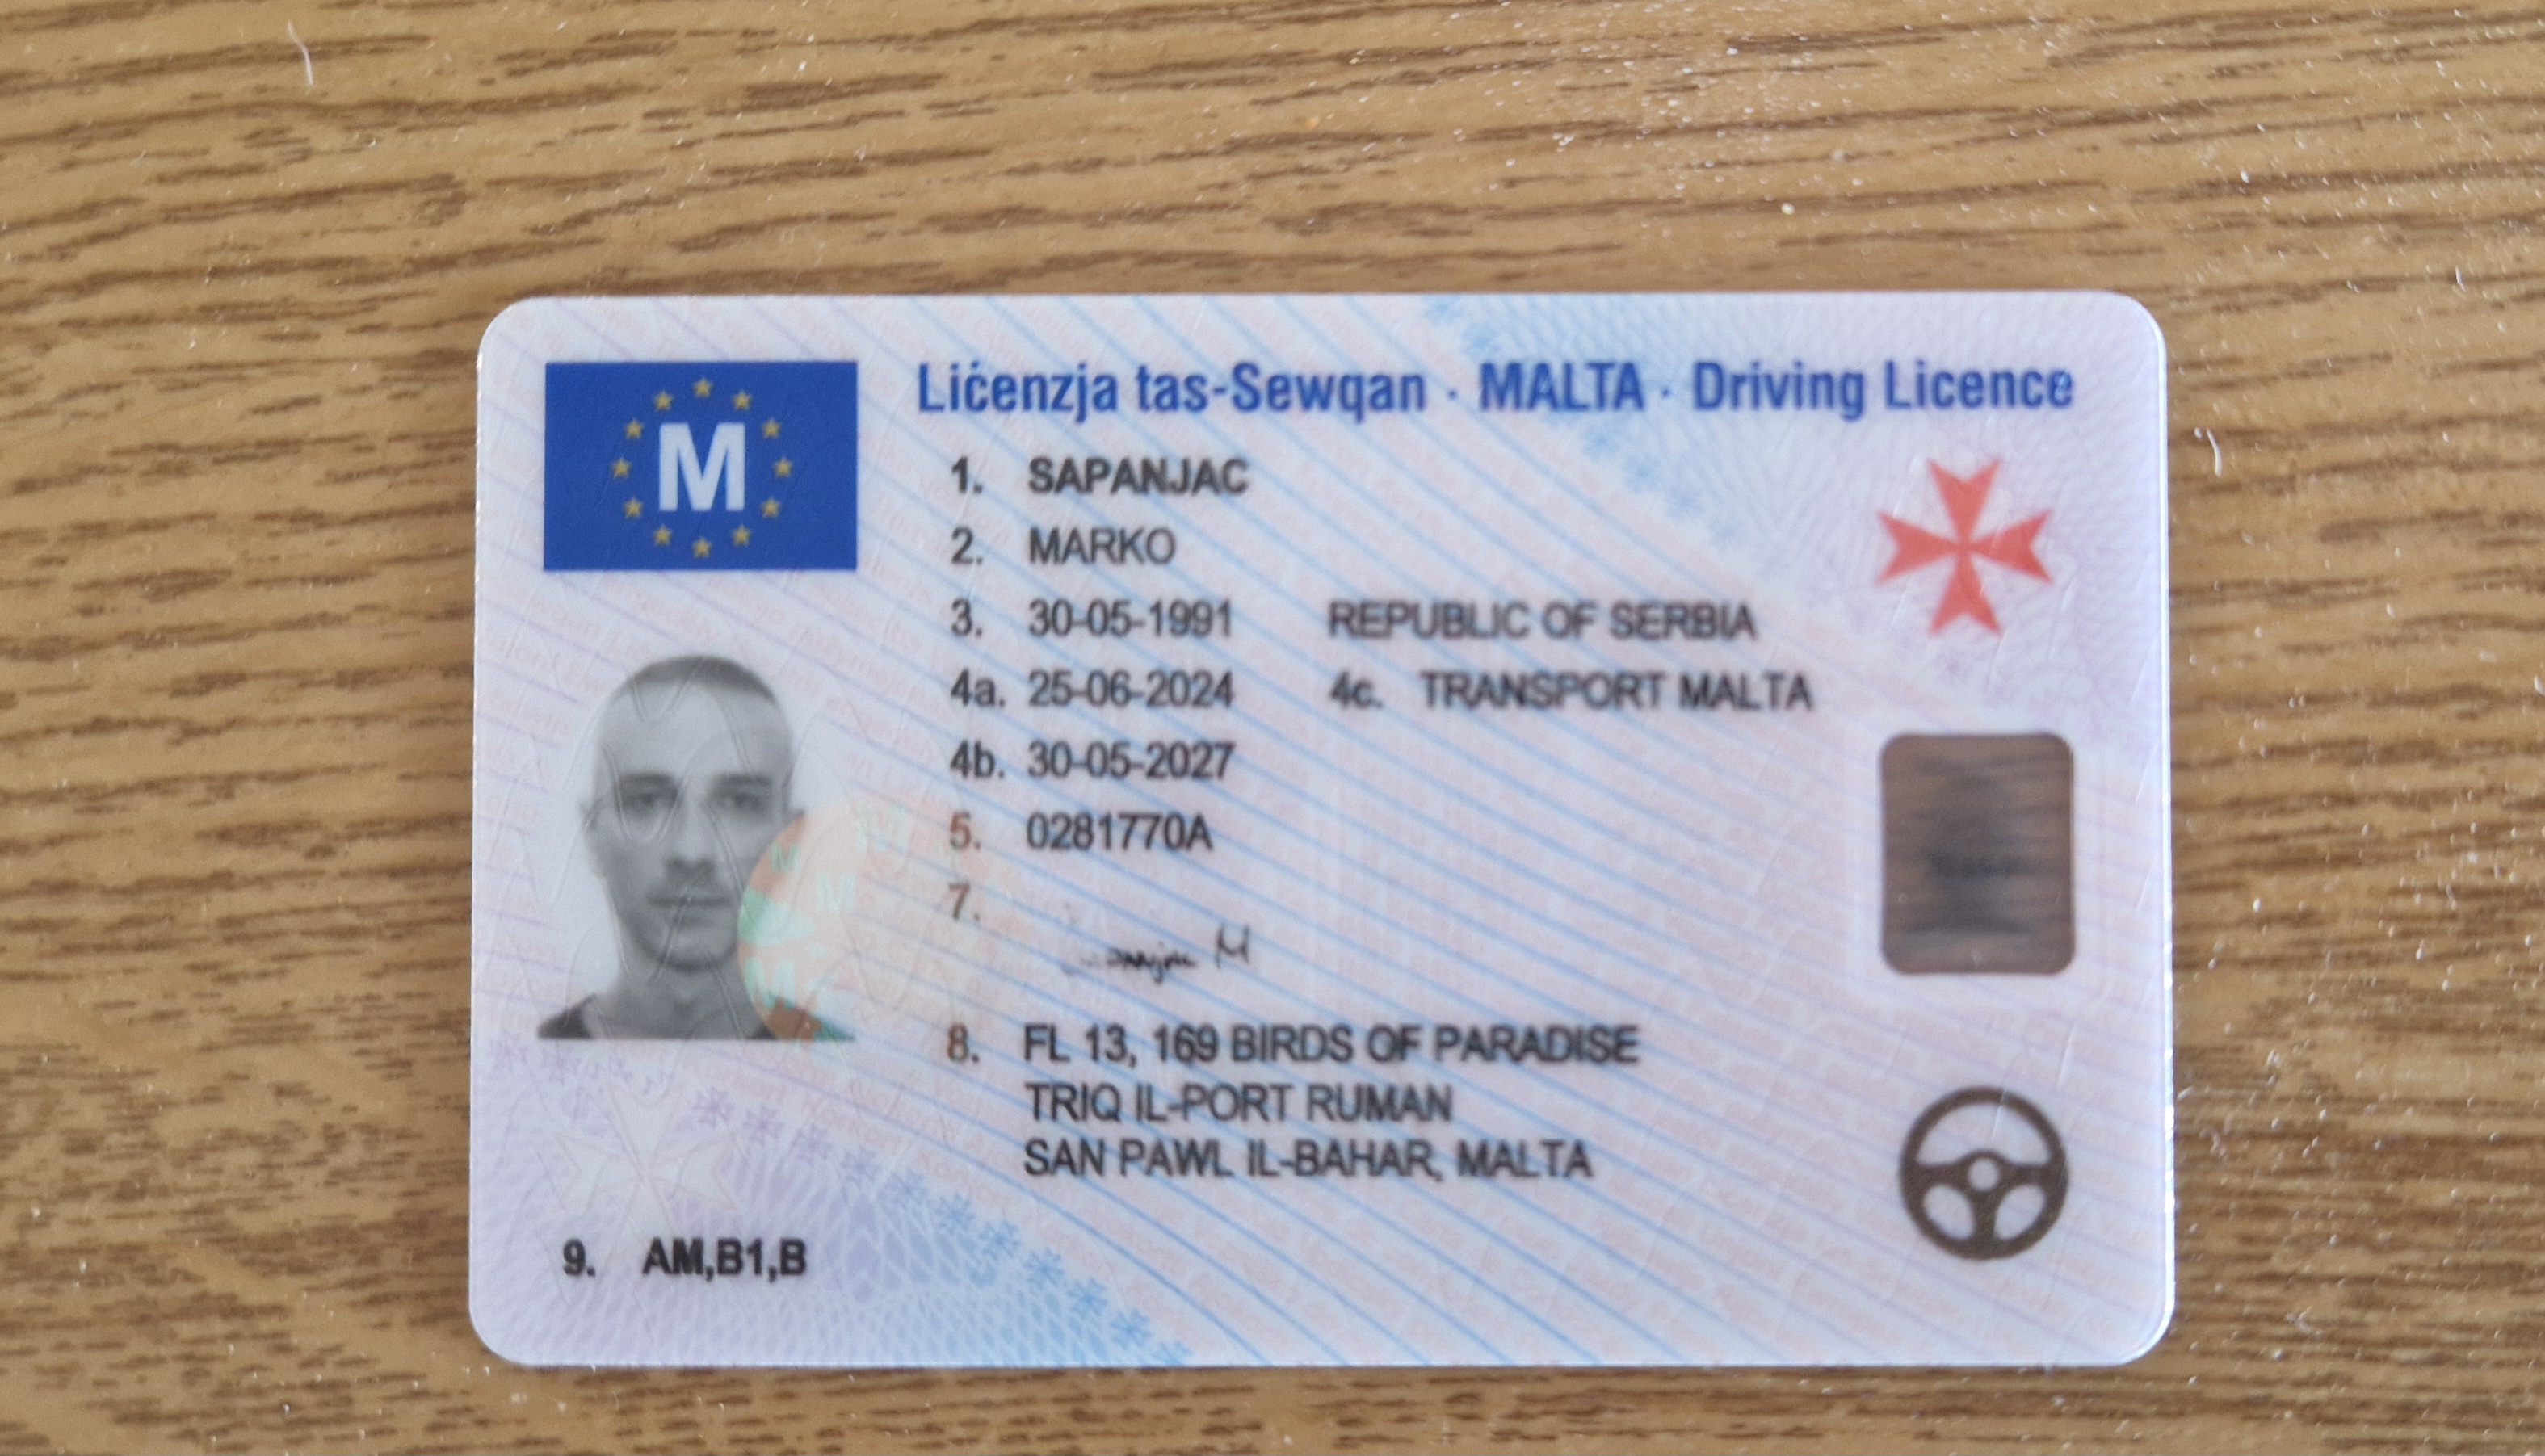 M
Liċenzja tas-Sewqan · MALTA · Driving Licence
1. SAPANJAC
2. MARKO
3. 30-05-1991 REPUBLIC OF SERBIA
4a. 25-06-2024 4c. TRANSPORT MALTA
4b. 30-05-2027
5. 0281770A
7.
M
8. FL 13, 169 BIRDS OF PARADISE
TRIQ IL-PORT RUMAN
SAN PAWL IL-BAHAR, MALTA
9. AM,B1,B